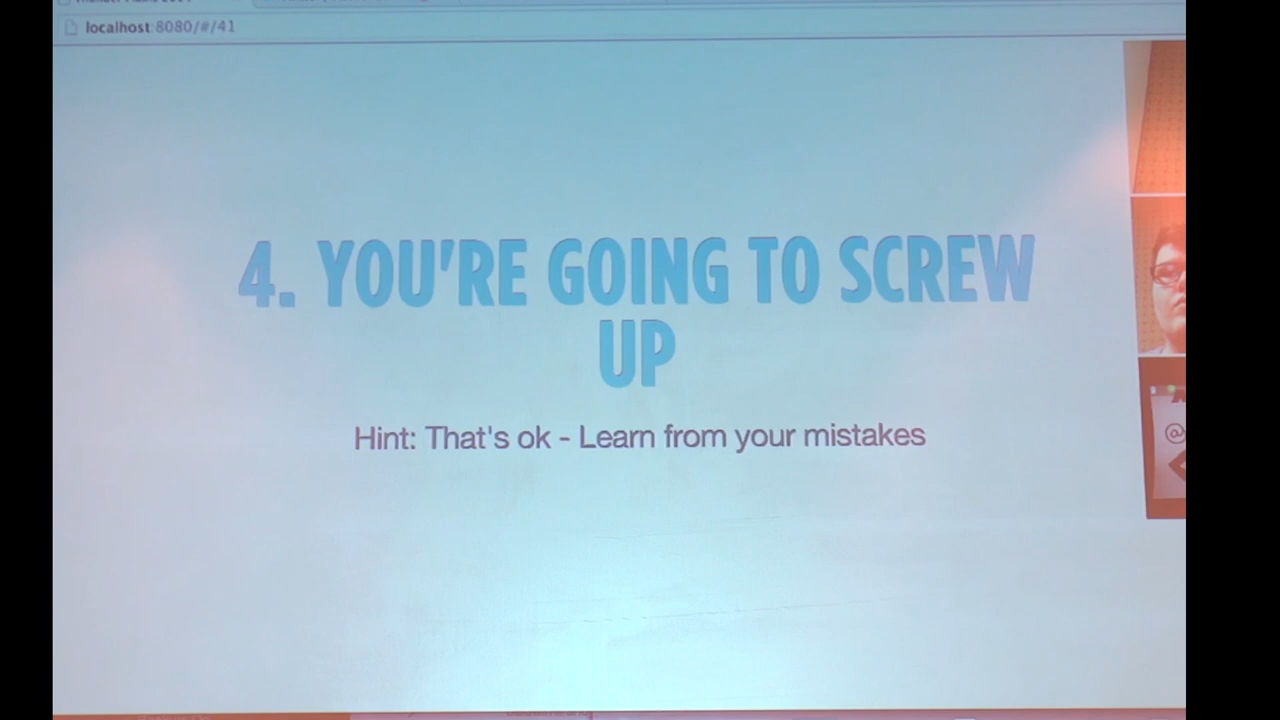 localhost:8080/#/41
4. YOU'RE GOING TO SCREW
UP
Hint: That's ok - Learn from your mistakes
@